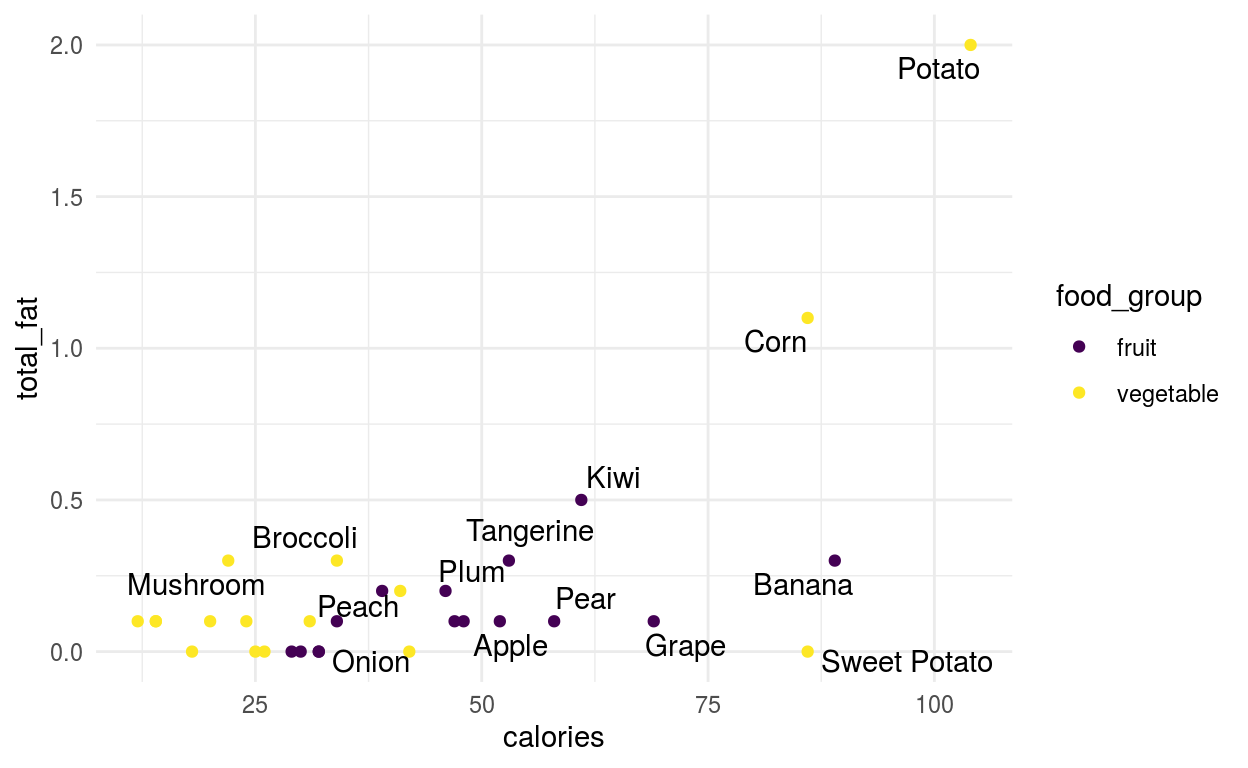 2.0
Potato
1.5
food_group
fruit
vegetable
total_fat
1.0
Corn
Kiwi
0.5
Tangerine
Broccoli
Plum
Mushroom
Banana
Peach
Pear
Apple
Grape
0.0
Onion
Sweet Potato
25
50
75
100
calories